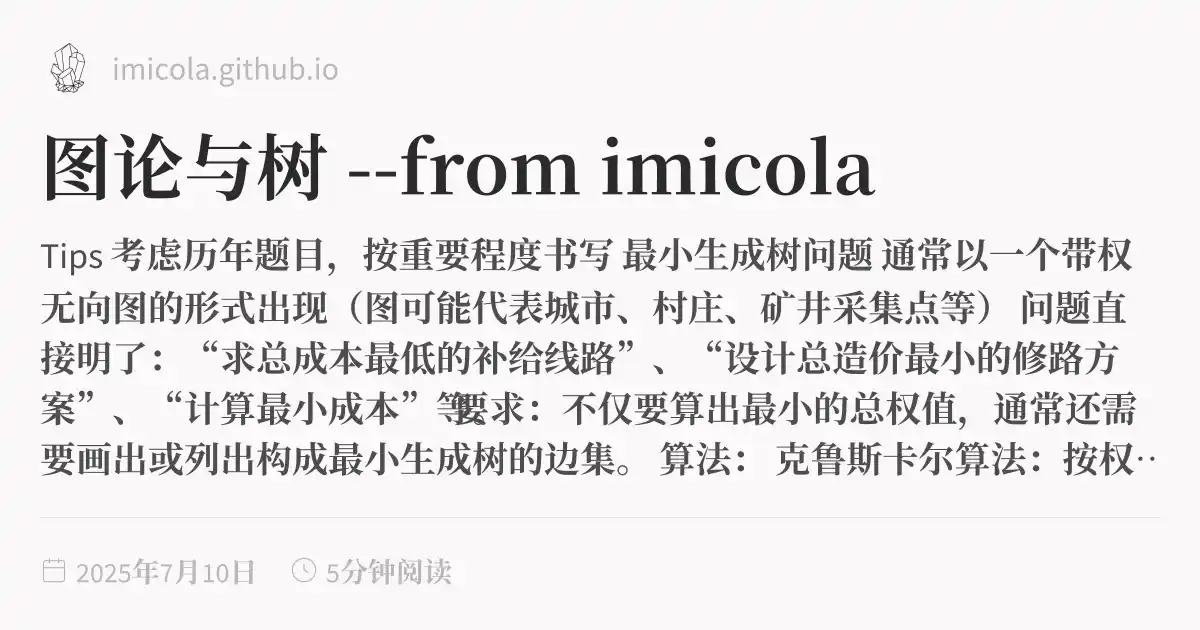 imicola.github.io
图论与树 --from imicola
Tips 考虑历年题目，按重要程度书写 最小生成树问题 通常以一个带权
无向图的形式出现（图可能代表城市、村庄、矿井采集点等） 问题直
接明了：“求总成本最低的补给线路”、“设计总造价最小的修路方
案”、“计算最小成本”等 要求：不仅要算出最小的总权值，通常还需
要画出或列出构成最小生成树的边集。 算法： 克鲁斯卡尔算法：按权…
2025年7月10日
5分钟阅读